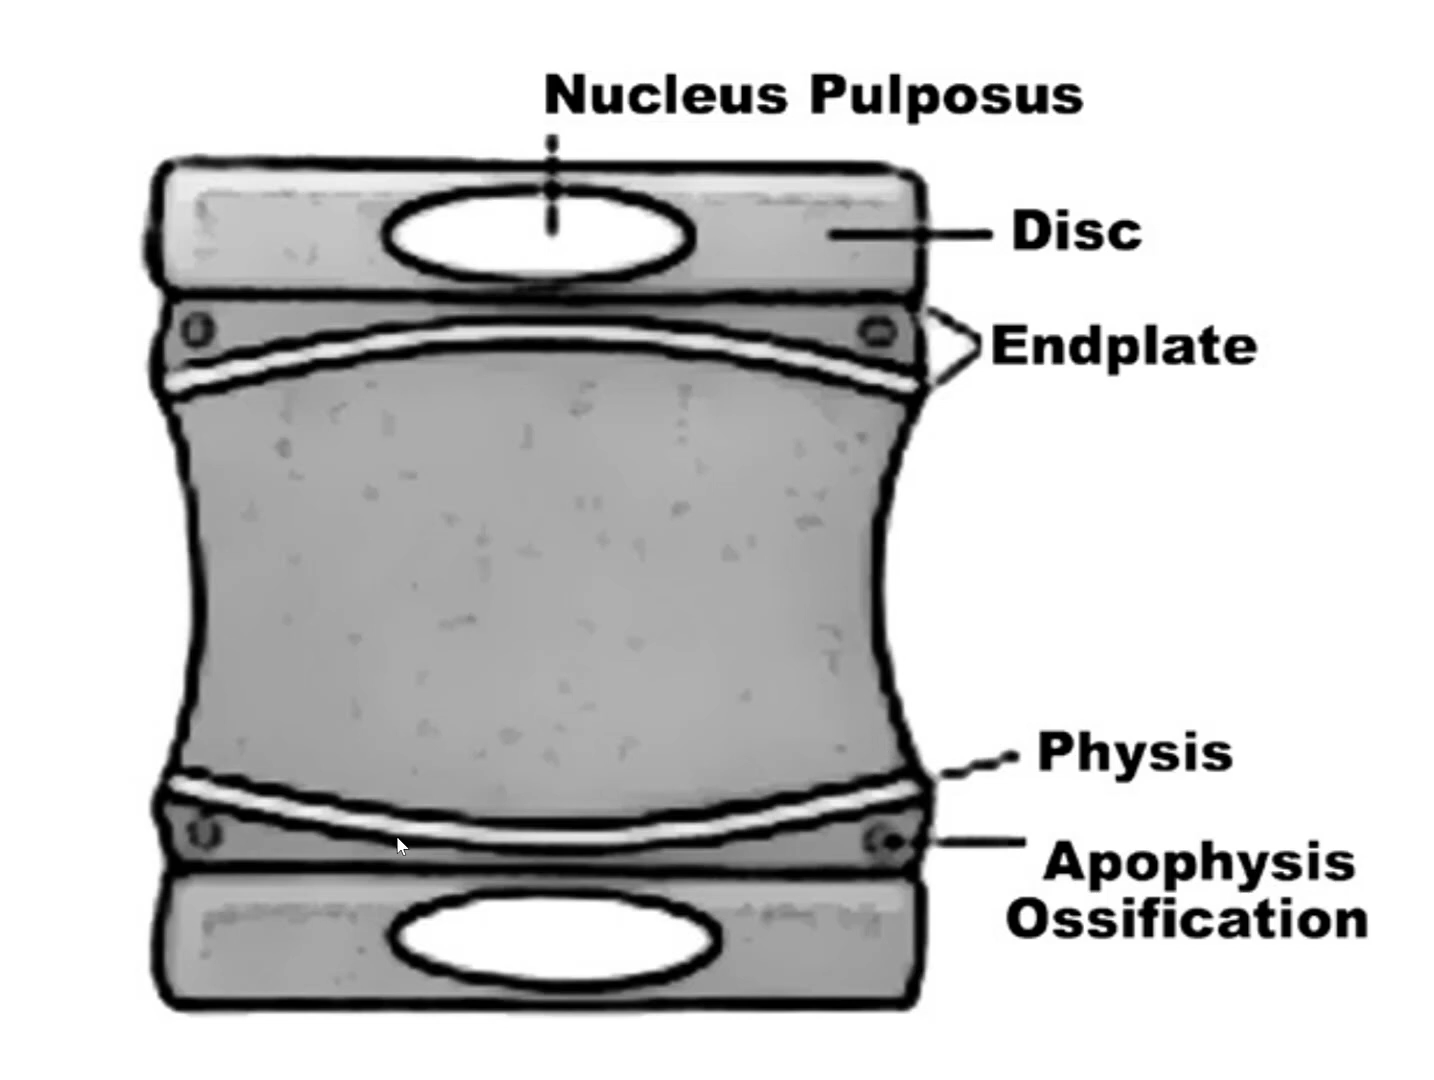 Nucleus Pulposus
Disc
Endplate
Physis
Apophysis
Ossification